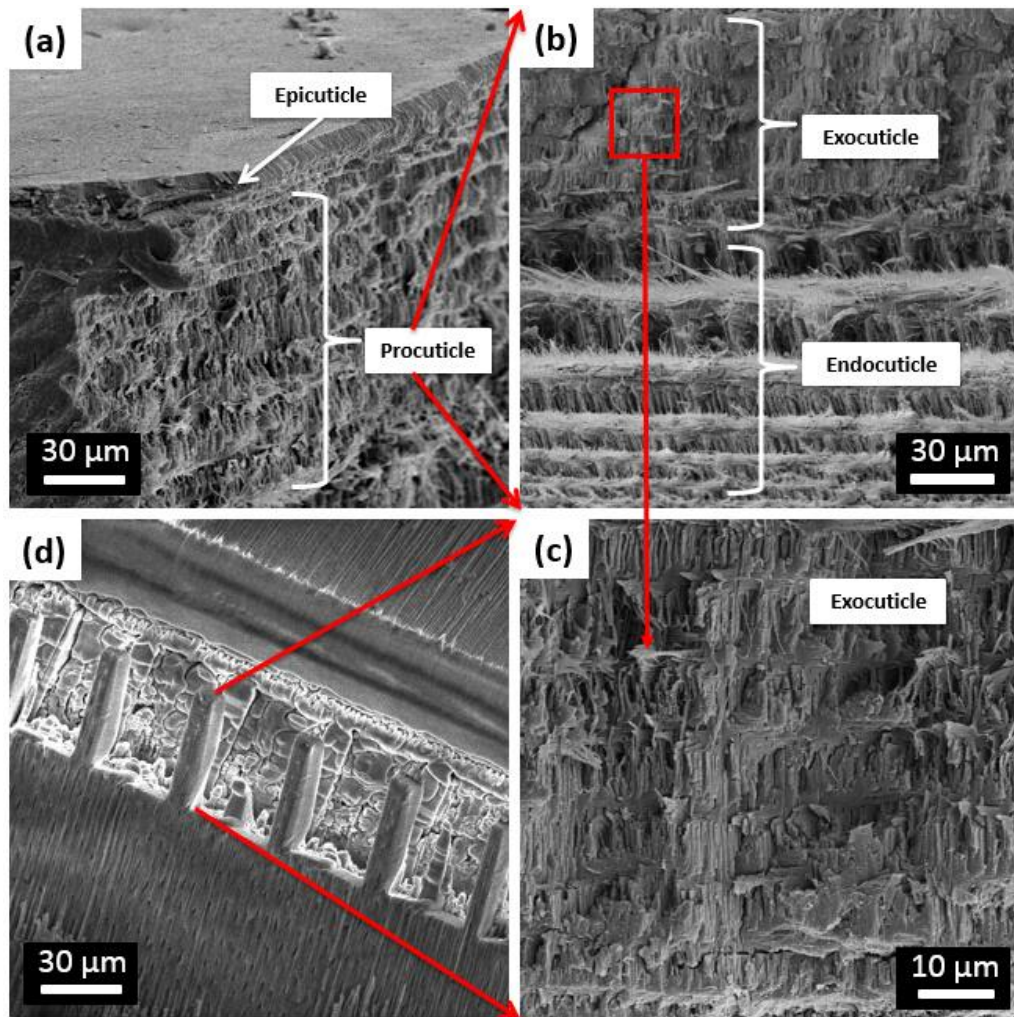 (a)
Epicuticle
Procuticle
30 µm
(b)
Exocuticle
Endocuticle
30 µm
(d)
30 µm
(c)
Exocuticle
10 µm